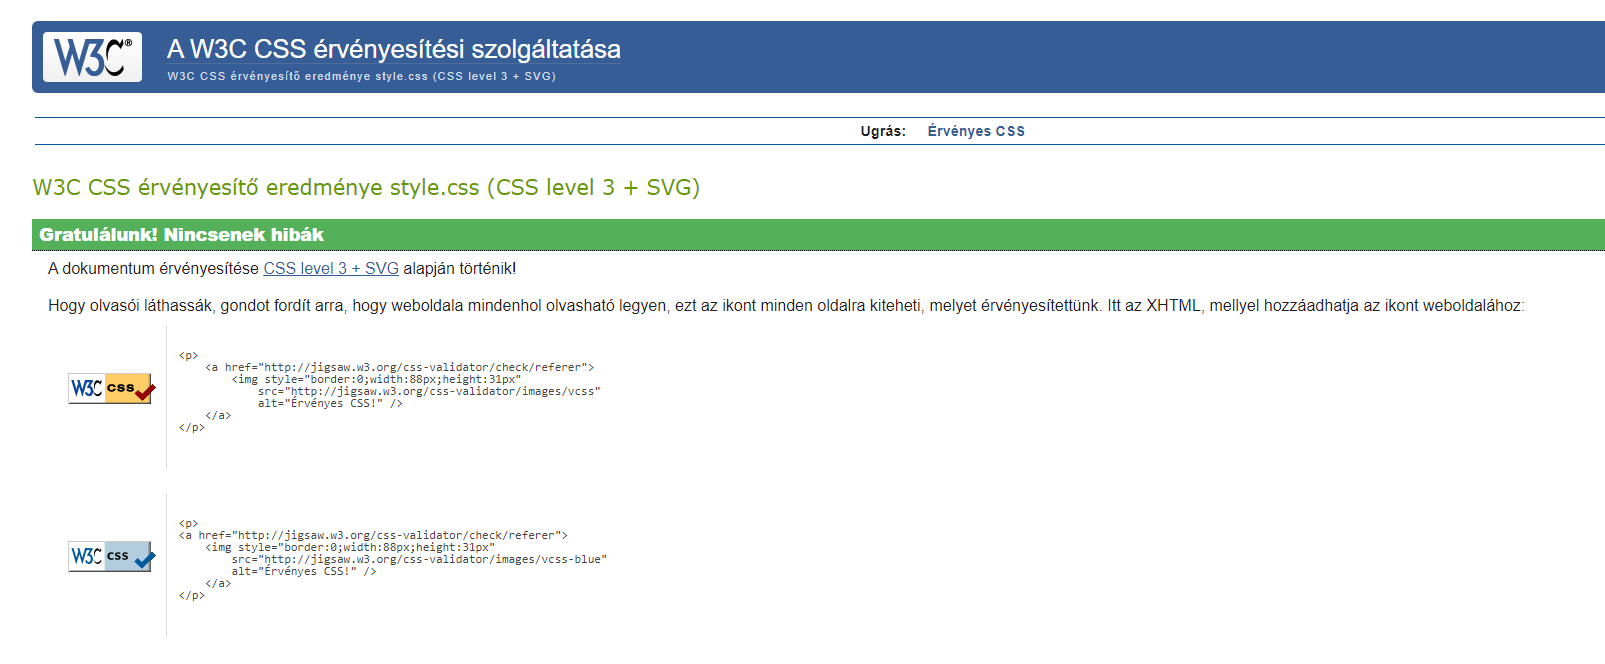 W3C®
A W3C CSS érvényesítési szolgáltatása
W3C CSS érvényesítő eredménye style.css (CSS level 3 + SVG)
Ugrás: Érvényes CSS
W3C CSS érvényesítő eredménye style.css (CSS level 3 + SVG)
Gratulálunk! Nincsenek hibák
A dokumentum érvényesítése CSS level 3 + SVG alapján történik!
Hogy olvasói láthassák, gondot fordít arra, hogy weboldala mindenhol olvasható legyen, ezt az ikont minden oldalra kiteheti, melyet érvényesítettünk. Itt az XHTML, mellyel hozzáadhatja az ikont weboldalához:
W3C css
<p>
<a href="http://jigsaw.w3.org/css-validator/check/referer">
<img style="border:0;width:88px;height:31px"
src="http://jigsaw.w3.org/css-validator/images/vcss"
alt="Érvényes CSS!" />
</a>
</p>
W3C css
<p>
<a href="http://jigsaw.w3.org/css-validator/check/referer">
<img style="border:0;width:88px;height:31px"
src="http://jigsaw.w3.org/css-validator/images/vcss-blue"
alt="Érvényes CSS!" />
</a>
</p>